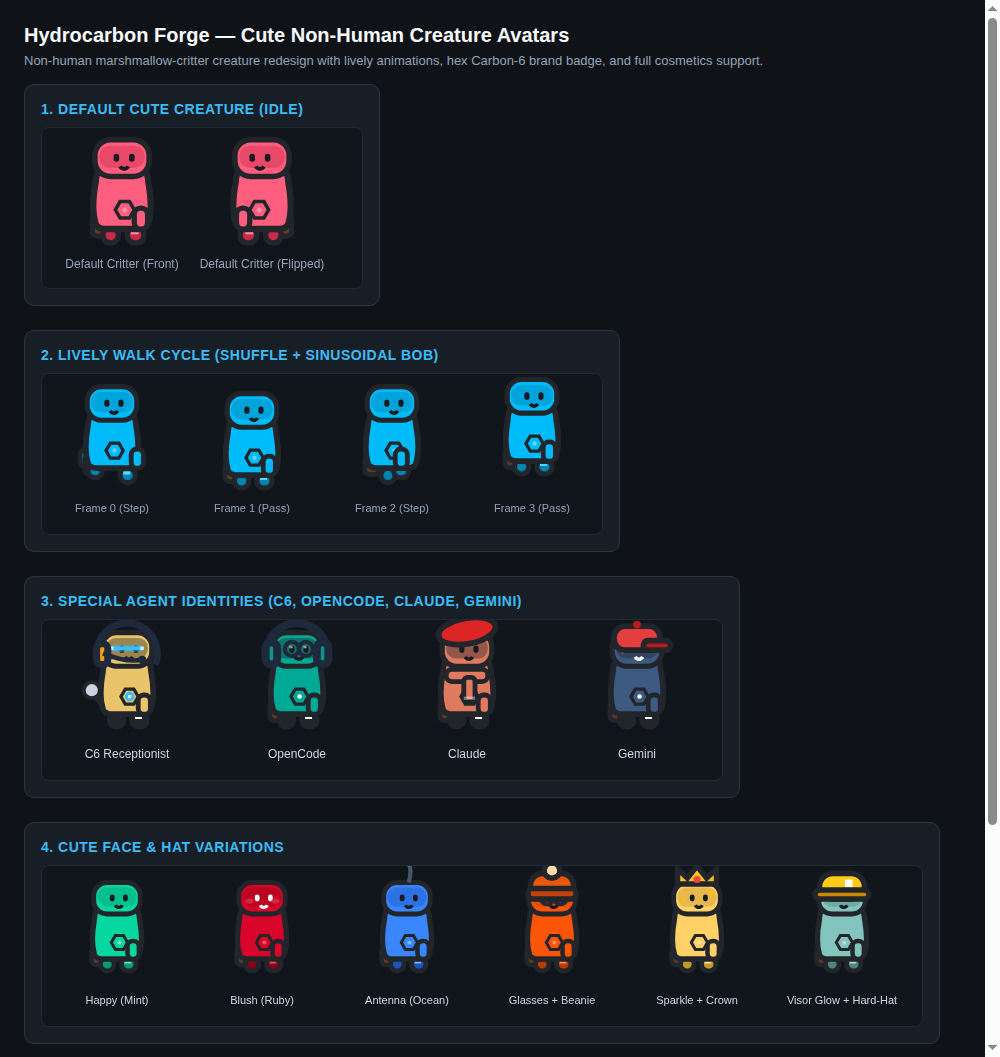 Hydrocarbon Forge — Cute Non-Human Creature Avatars
Non-human marshmallow-critter creature redesign with lively animations, hex Carbon-6 brand badge, and full cosmetics support.
1. DEFAULT CUTE CREATURE (IDLE)
Default Critter (Front)
Default Critter (Flipped)
2. LIVELY WALK CYCLE (SHUFFLE + SINUSOIDAL BOB)
Frame 0 (Step)
Frame 1 (Pass)
Frame 2 (Step)
Frame 3 (Pass)
3. SPECIAL AGENT IDENTITIES (C6, OPENCODE, CLAUDE, GEMINI)
C6 Receptionist
OpenCode
Claude
Gemini
4. CUTE FACE & HAT VARIATIONS
Happy (Mint)
Blush (Ruby)
Antenna (Ocean)
Glasses + Beanie
Sparkle + Crown
Visor Glow + Hard-Hat